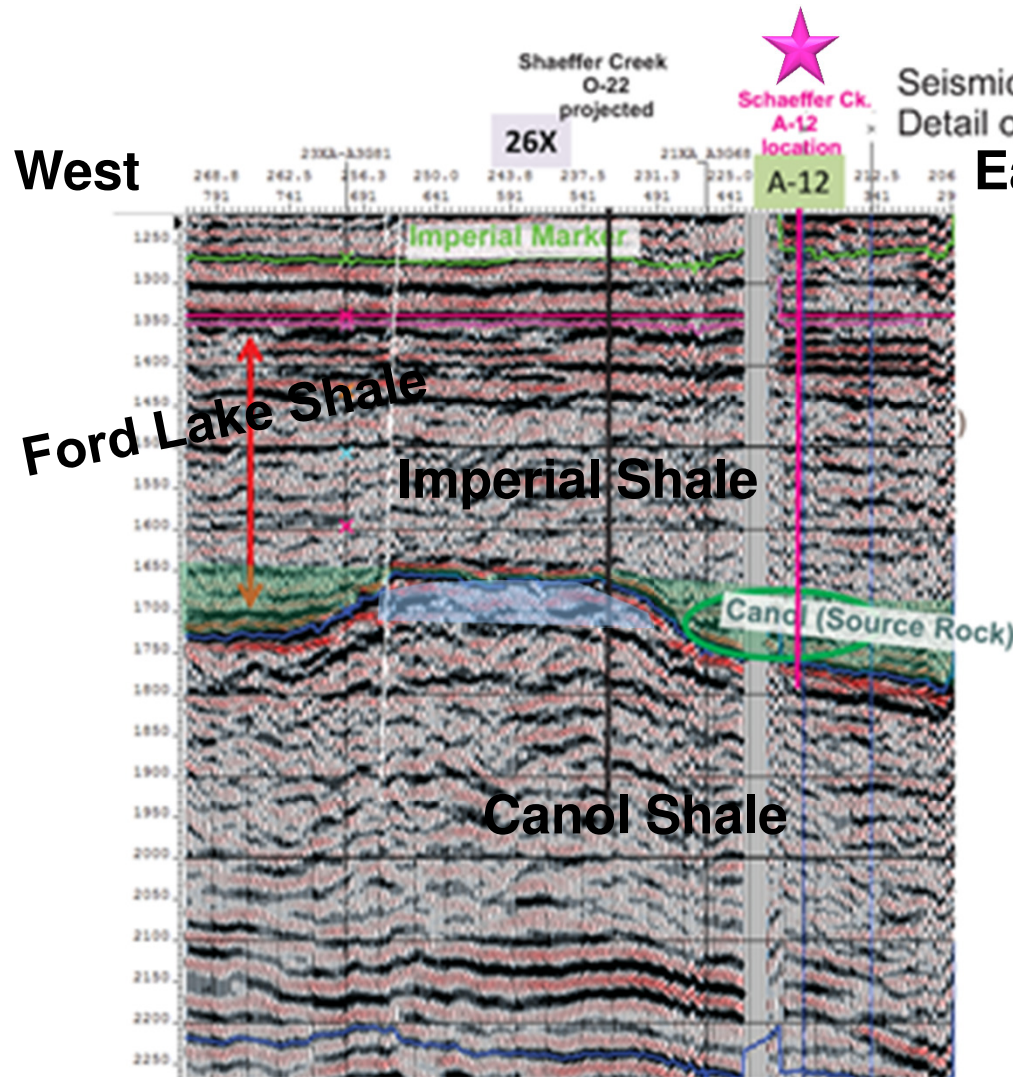 Shaeffer Creek
O-22
projected
Schaeffer Ck.
A-12
location
Seismic
Detail o
26X
West
Ea
23XA-A3081
21XA A3068
A-12
268.8 262.5 256.3 250.0 243.8 237.5 231.3 225.0 212.5 206
791 741 691 641 591 541 491 441 341 29
Imperial Marker
1250
1300
1350
1400
1450
Ford Lake Shale
1500
Imperial Shale
1550
1600
1650
1700
Canol (Source Rock)
1750
1800
1850
1900
Canol Shale
1950
2000
2050
2100
2150
2200
2250
)